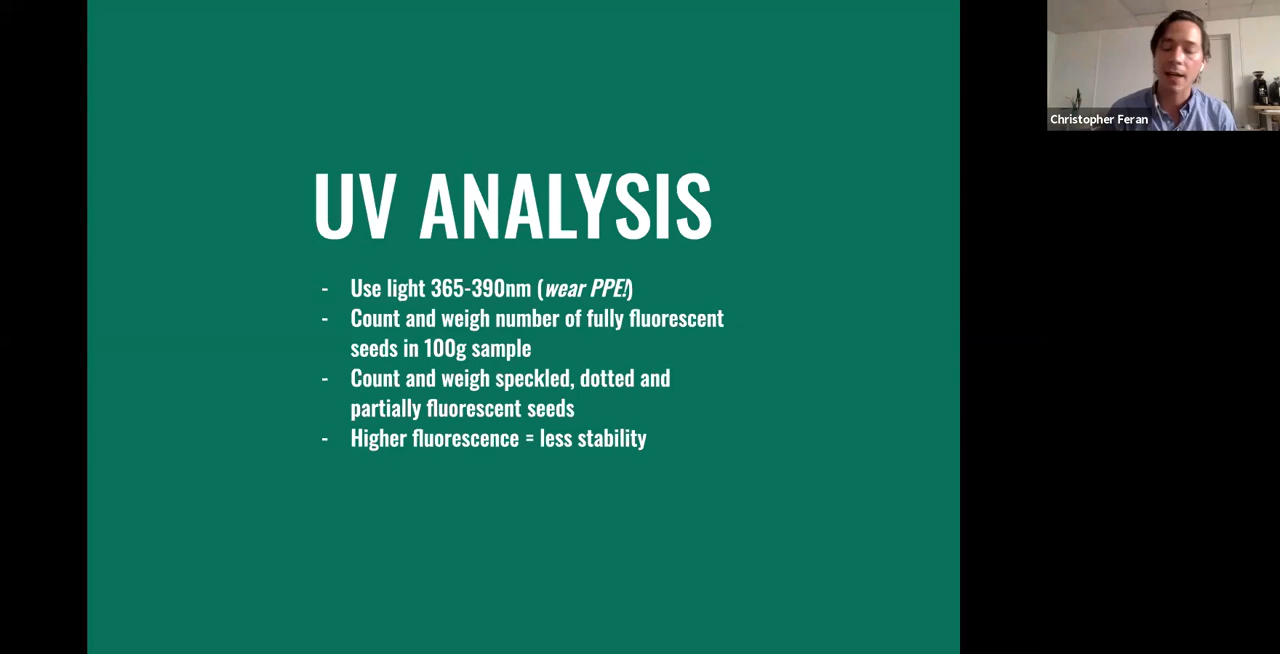 UV ANALYSIS
- Use light 365-390nm (wear PPE!)
- Count and weigh number of fully fluorescent
seeds in 100g sample
- Count and weigh speckled, dotted and
partially fluorescent seeds
- Higher fluorescence = less stability
Christopher Feran